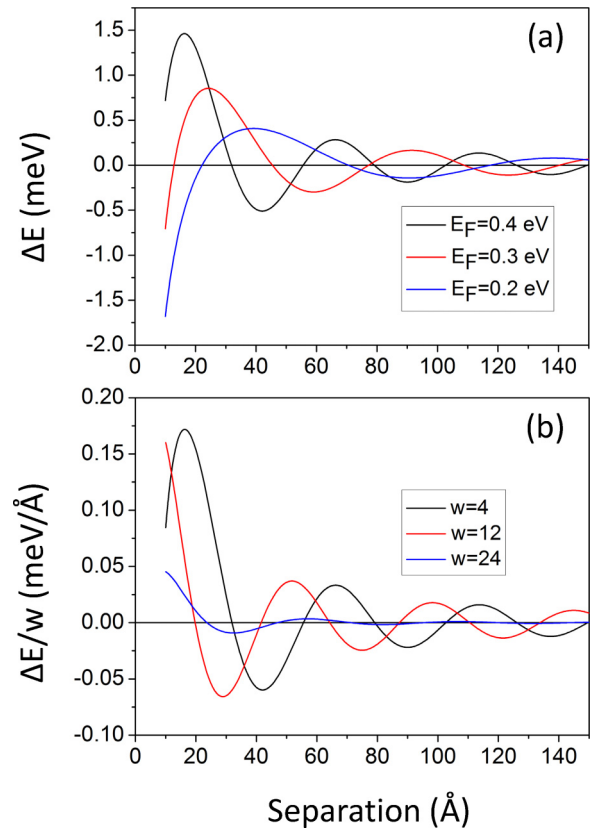 (a)
ΔE (meV)
1.5
1.0
0.5
0.0
-0.5
-1.0
-1.5
-2.0
E_F=0.4 eV
E_F=0.3 eV
E_F=0.2 eV
0 20 40 60 80 100 120 140
(b)
ΔE/w (meV/Å)
0.20
0.15
0.10
0.05
0.00
-0.05
-0.10
w=4
w=12
w=24
0 20 40 60 80 100 120 140
Separation (Å)